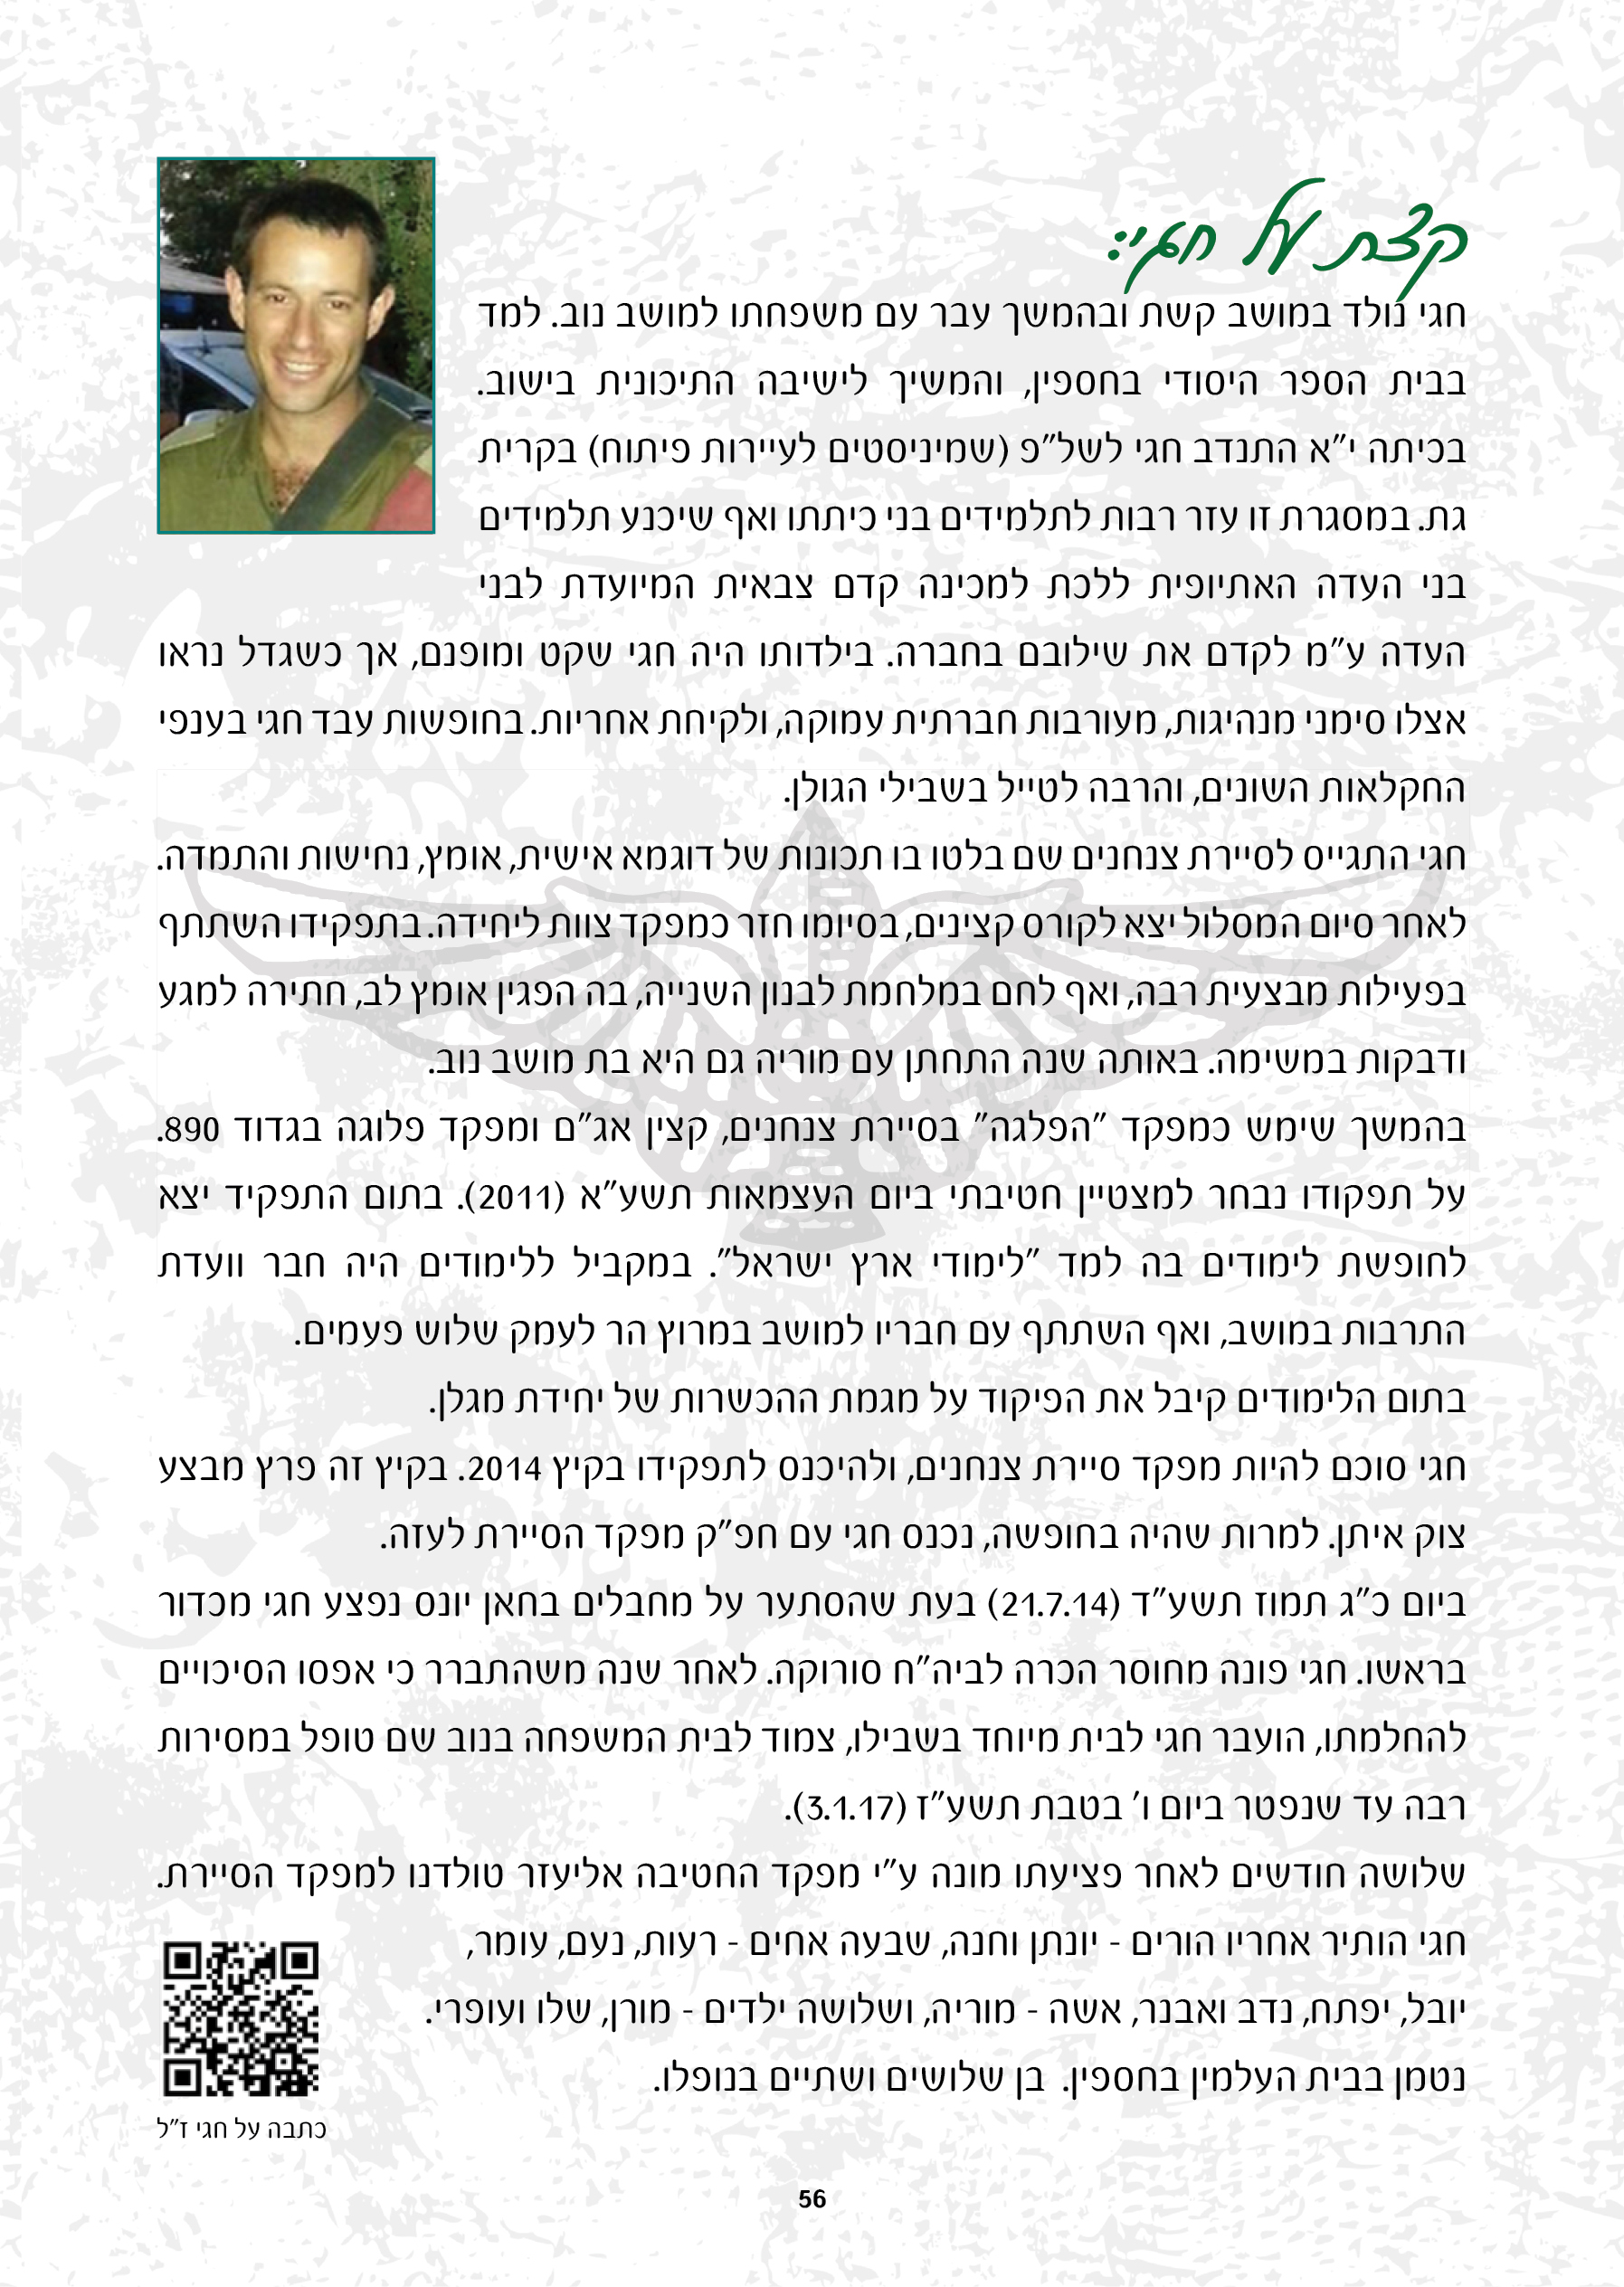 קצת על חגי:
חגי נולד במושב קשת ובהמשך עבר עם משפחתו למושב נוב. למד
בבית הספר היסודי בחספין, והמשיך לישיבה התיכונית בישוב.
בכיתה י"א התנדב חגי לשל"פ (שמיניסטים לעיירות פיתוח) בקרית
גת. במסגרת זו עזר רבות לתלמידים בני כיתתו ואף שיכנע תלמידים
בני העדה האתיופית ללכת למכינה קדם צבאית המיועדת לבני
העדה ע"מ לקדם את שילובם בחברה. בילדותו היה חגי שקט ומופנם, אך כשגדל נראו
אצלו סימני מנהיגות, מעורבות חברתית עמוקה, ולקיחת אחריות. בחופשות עבד חגי בענפי
החקלאות השונים, והרבה לטייל בשבילי הגולן.
חגי התגייס לסיירת צנחנים שם בלטו בו תכונות של דוגמא אישית, אומץ, נחישות והתמדה.
לאחר סיום המסלול יצא לקורס קצינים, בסיומו חזר כמפקד צוות ליחידה. בתפקידו השתתף
בפעילות מבצעית רבה, ואף לחם במלחמת לבנון השנייה, בה הפגין אומץ לב, חתירה למגע
ודבקות במשימה. באותה שנה התחתן עם מוריה גם היא בת מושב נוב.
בהמשך שימש כמפקד "הפלגה" בסיירת צנחנים, קצין אג"ם ומפקד פלוגה בגדוד 890.
על תפקודו נבחר למצטיין חטיבתי ביום העצמאות תשע"א (2011). בתום התפקיד יצא
לחופשת לימודים בה למד "לימודי ארץ ישראל". במקביל ללימודים היה חבר וועדת
התרבות במושב, ואף השתתף עם חבריו למושב במרוץ הר לעמק שלוש פעמים.
בתום הלימודים קיבל את הפיקוד על מגמת ההכשרות של יחידת מגלן.
חגי סוכם להיות מפקד סיירת צנחנים, ולהיכנס לתפקידו בקיץ 2014. בקיץ זה פרץ מבצע
צוק איתן. למרות שהיה בחופשה, נכנס חגי עם חפ"ק מפקד הסיירת לעזה.
ביום כ"ג תמוז תשע"ד (21.7.14) בעת שהסתער על מחבלים בחאן יונס נפצע חגי מכדור
בראשו. חגי פונה מחוסר הכרה לביה"ח סורוקה. לאחר שנה משהתברר כי אפסו הסיכויים
להחלמתו, הועבר חגי לבית מיוחד בשבילו, צמוד לבית המשפחה בנוב שם טופל במסירות
רבה עד שנפטר ביום ו' בטבת תשע"ז (3.1.17).
שלושה חודשים לאחר פציעתו מונה ע"י מפקד החטיבה אליעזר טולדנו למפקד הסיירת.
חגי הותיר אחריו הורים - יונתן וחנה, שבעה אחים - רעות, נעם, עומר,
יובל, יפתח, נדב ואבנר, אשה - מוריה, ושלושה ילדים - מורן, שלו ועופרי.
נטמן בבית העלמין בחספין. בן שלושים ושתיים בנופלו.
כתבה על חגי ז"ל
56